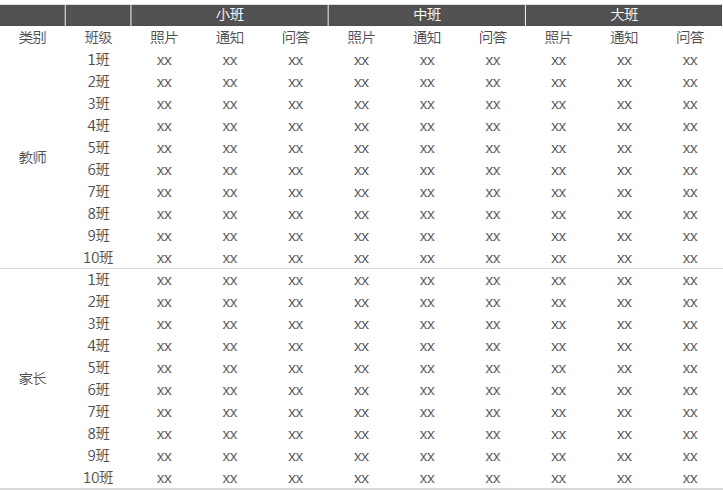 小班 中班 大班
类别 班级 照片 通知 问答 照片 通知 问答 照片 通知 问答
1班 xx xx xx xx xx xx xx xx xx
2班 xx xx xx xx xx xx xx xx xx
3班 xx xx xx xx xx xx xx xx xx
4班 xx xx xx xx xx xx xx xx xx
5班 xx xx xx xx xx xx xx xx xx
教师
6班 xx xx xx xx xx xx xx xx xx
7班 xx xx xx xx xx xx xx xx xx
8班 xx xx xx xx xx xx xx xx xx
9班 xx xx xx xx xx xx xx xx xx
10班 xx xx xx xx xx xx xx xx xx
1班 xx xx xx xx xx xx xx xx xx
2班 xx xx xx xx xx xx xx xx xx
3班 xx xx xx xx xx xx xx xx xx
4班 xx xx xx xx xx xx xx xx xx
5班 xx xx xx xx xx xx xx xx xx
家长
6班 xx xx xx xx xx xx xx xx xx
7班 xx xx xx xx xx xx xx xx xx
8班 xx xx xx xx xx xx xx xx xx
9班 xx xx xx xx xx xx xx xx xx
10班 xx xx xx xx xx xx xx xx xx